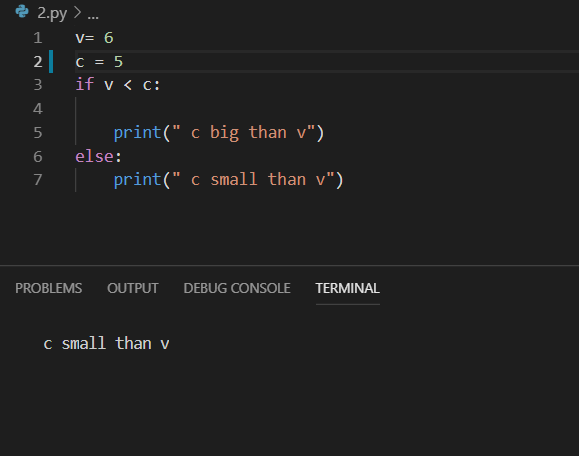 2.py > ...
1 v= 6
2 c = 5
3 if v < c:
4
5 print(" c big than v")
6 else:
7 print(" c small than v")
PROBLEMS OUTPUT DEBUG CONSOLE TERMINAL
c small than v